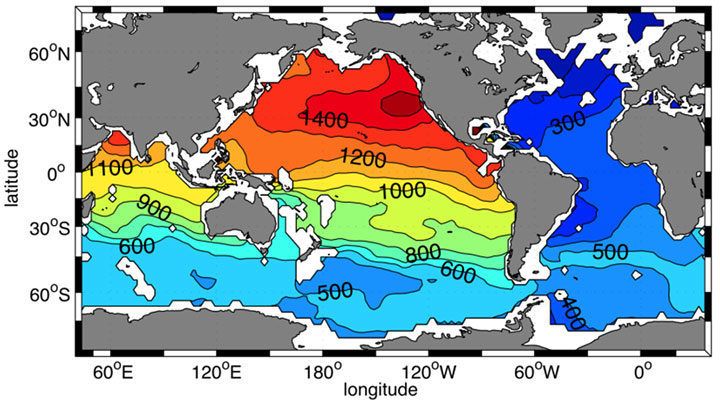 60°N
30°N
0°
30°S
60°S
latitude
1400
300
1200
1100
1000
900
800
600
600
500
500
400
60°E
120°E
180°
120°W
60°W
0°
longitude